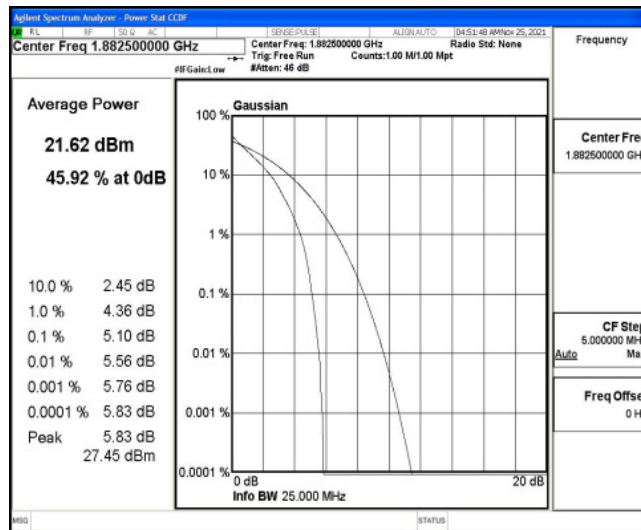 Agilent Spectrum Analyzer - Power Stat CCDF
RL RF 50 Ω AC SENSE:PULSE ALIGN AUTO 04:51:48 AM Nov 25, 2021
Center Freq 1.882500000 GHz
Center Freq: 1.882500000 GHz Radio Std: None
Trig: Free Run Counts:1.00 M/1.00 Mpt
#IFGain:Low #Atten: 46 dB
Frequency
Average Power
21.62 dBm
45.92 % at 0dB
10.0 % 2.45 dB
1.0 % 4.36 dB
0.1 % 5.10 dB
0.01 % 5.56 dB
0.001 % 5.76 dB
0.0001 % 5.83 dB
Peak 5.83 dB
27.45 dBm
Gaussian
100 %
10 %
1 %
0.1 %
0.01 %
0.001 %
0.0001 %
0 dB 20 dB
Info BW 25.000 MHz
Center Fre
1.882500000 GH
CF Ste
5.000000 MH
Auto Ma
Freq Offse
0 H
MSG STATUS